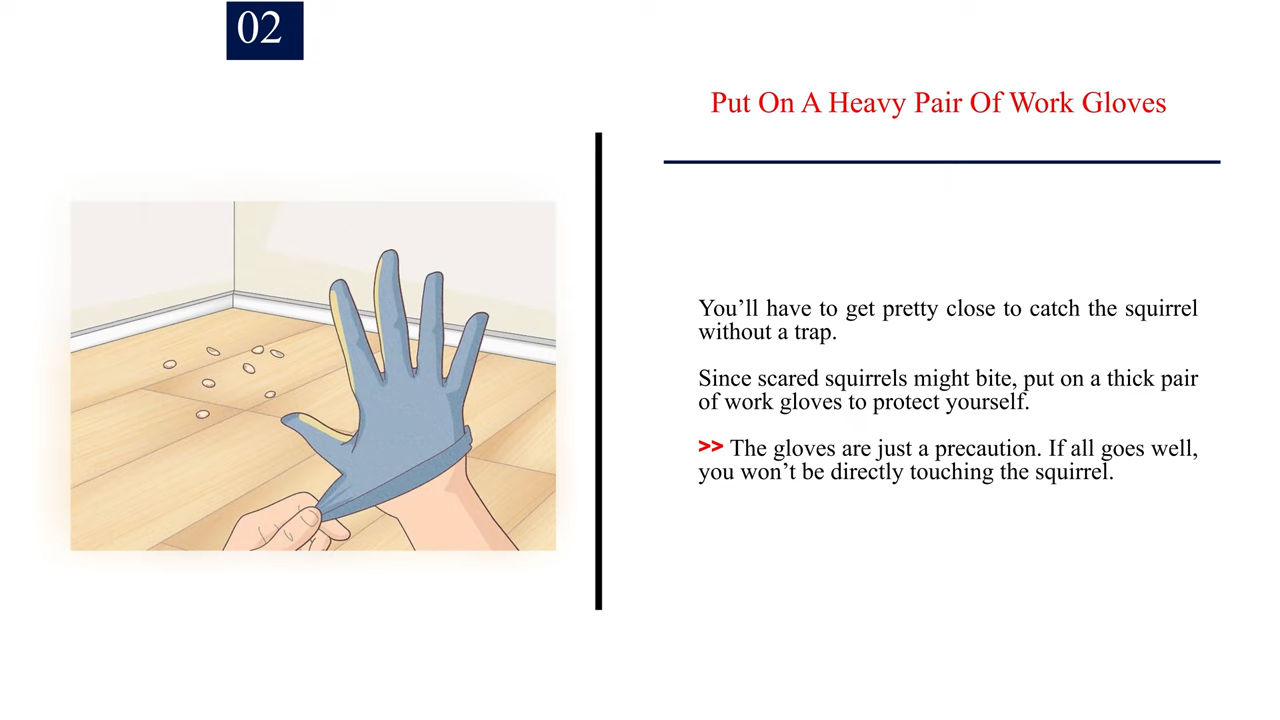 02
Put On A Heavy Pair Of Work Gloves
You’ll have to get pretty close to catch the squirrel
without a trap.
Since scared squirrels might bite, put on a thick pair
of work gloves to protect yourself.
>> The gloves are just a precaution. If all goes well,
you won’t be directly touching the squirrel.